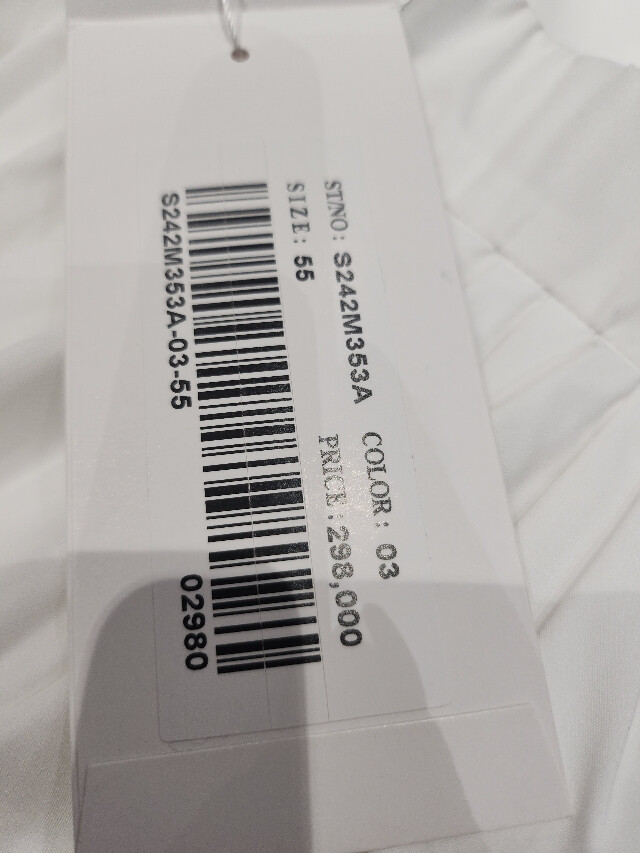 ST/NO: S242M353A COLOR: 03
SIZE: 55 PRICE: 298,000
S242M353A-03-55 02980